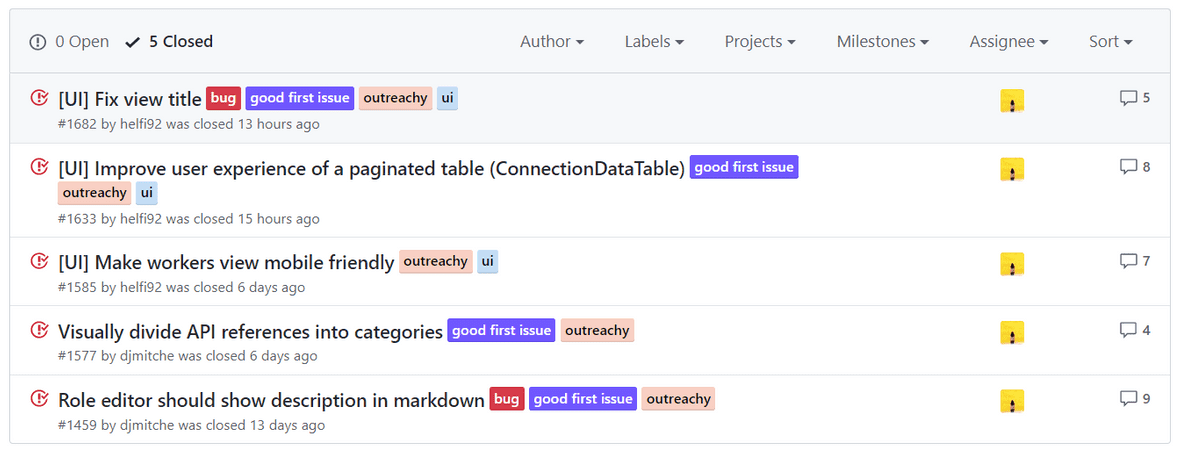 0 Open 5 Closed Author Labels Projects Milestones Assignee Sort
[UI] Fix view title bug good first issue outreachy ui 5
#1682 by helfi92 was closed 13 hours ago
[UI] Improve user experience of a paginated table (ConnectionDataTable) good first issue 8
outreachy ui
#1633 by helfi92 was closed 15 hours ago
[UI] Make workers view mobile friendly outreachy ui 7
#1585 by helfi92 was closed 6 days ago
Visually divide API references into categories good first issue outreachy 4
#1577 by djmitche was closed 6 days ago
Role editor should show description in markdown bug good first issue outreachy 9
#1459 by djmitche was closed 13 days ago